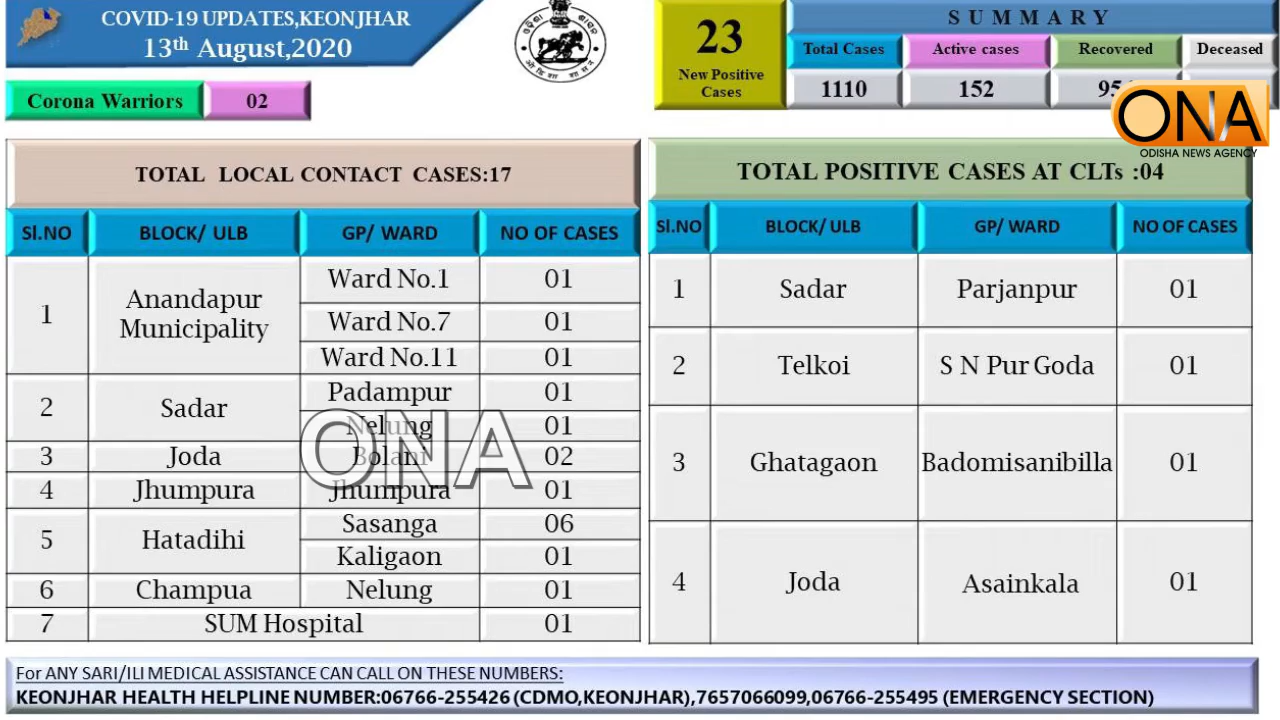 COVID-19 UPDATES,KEONJHAR
13th August,2020
Corona Warriors 02
23
New Positive
Cases
SUMMARY
Total Cases Active cases Recovered Deceased
1110 152
ONA
ODISHA NEWS AGENCY
TOTAL LOCAL CONTACT CASES:17
Sl.NO BLOCK/ ULB GP/ WARD NO OF CASES
1 Anandapur Municipality Ward No.1 01
Ward No.7 01
Ward No.11 01
2 Sadar Padampur 01
Nelung 01
3 Joda Bolani 02
4 Jhumpura Jhumpura 01
5 Hatadihi Sasanga 06
Kaligaon 01
6 Champua Nelung 01
7 SUM Hospital 01
ONA
TOTAL POSITIVE CASES AT CLTs :04
Sl.NO BLOCK/ ULB GP/ WARD NO OF CASES
1 Sadar Parjanpur 01
2 Telkoi S N Pur Goda 01
3 Ghatagaon Badomisanibilla 01
4 Joda Asainkala 01
For ANY SARI/ILI MEDICAL ASSISTANCE CAN CALL ON THESE NUMBERS:
KEONJHAR HEALTH HELPLINE NUMBER:06766-255426 (CDMO,KEONJHAR),7657066099,06766-255495 (EMERGENCY SECTION)